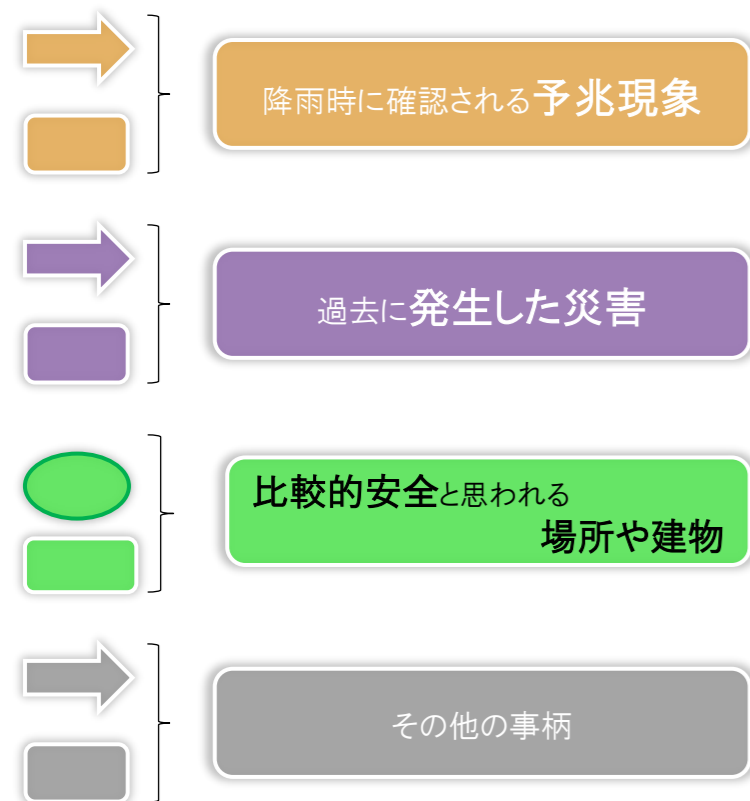 降雨時に確認される予兆現象
過去に発生した災害
比較的安全と思われる
場所や建物
その他の事柄